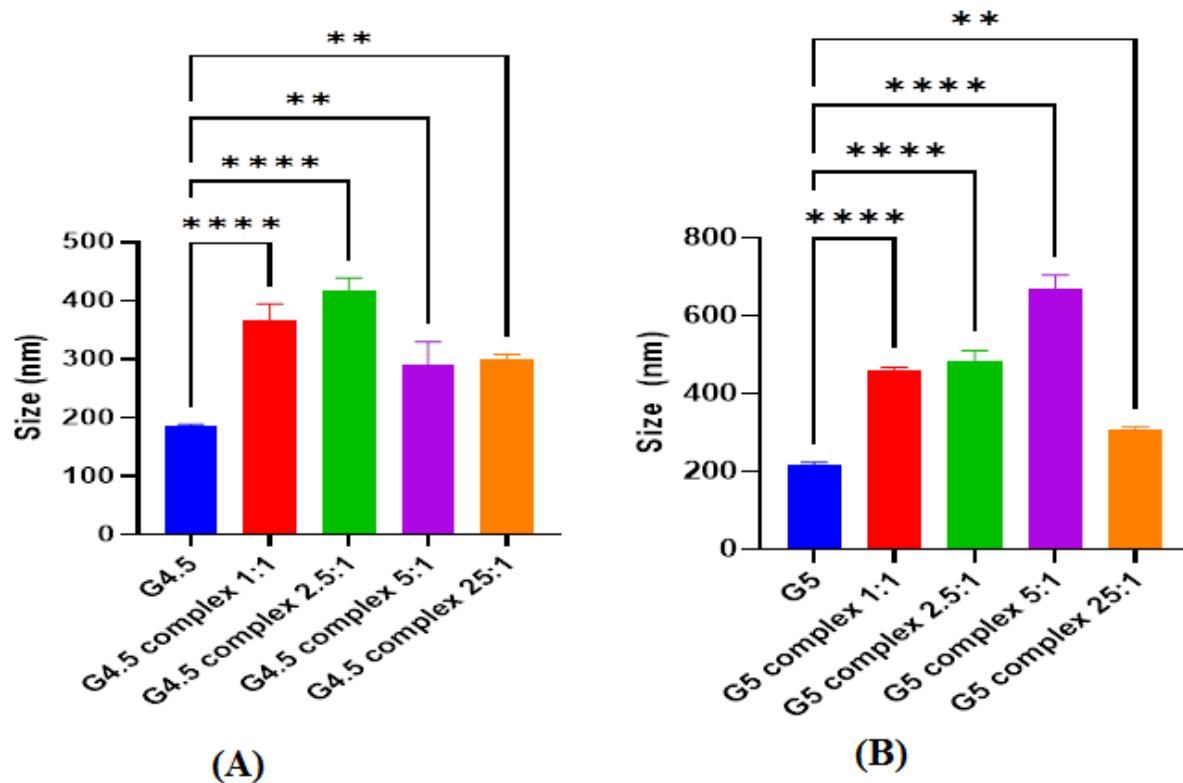 **
**
****
****
500
400
300
200
100
0
Size (nm)
G4.5
G4.5 complex 1:1
G4.5 complex 2.5:1
G4.5 complex 5:1
G4.5 complex 25:1
(A)
**
****
****
****
800
600
400
200
0
Size (nm)
G5
G5 complex 1:1
G5 complex 2.5:1
G5 complex 5:1
G5 complex 25:1
(B)